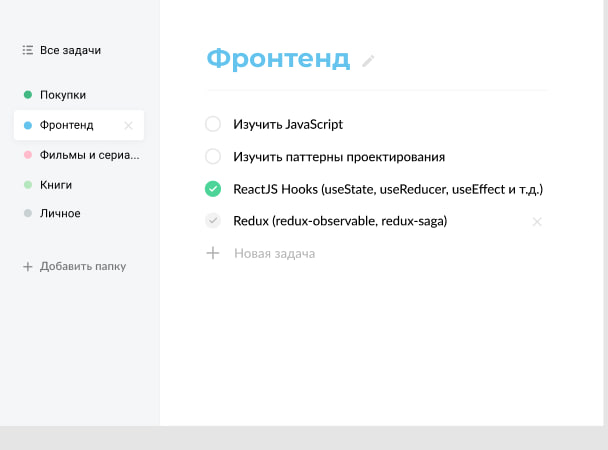 Все задачи
Покупки
Фронтенд
Фильмы и сериа...
Книги
Личное
Добавить папку
Фронтенд
Изучить JavaScript
Изучить паттерны проектирования
ReactJS Hooks (useState, useReducer, useEffect и т.д.)
Redux (redux-observable, redux-saga)
Новая задача